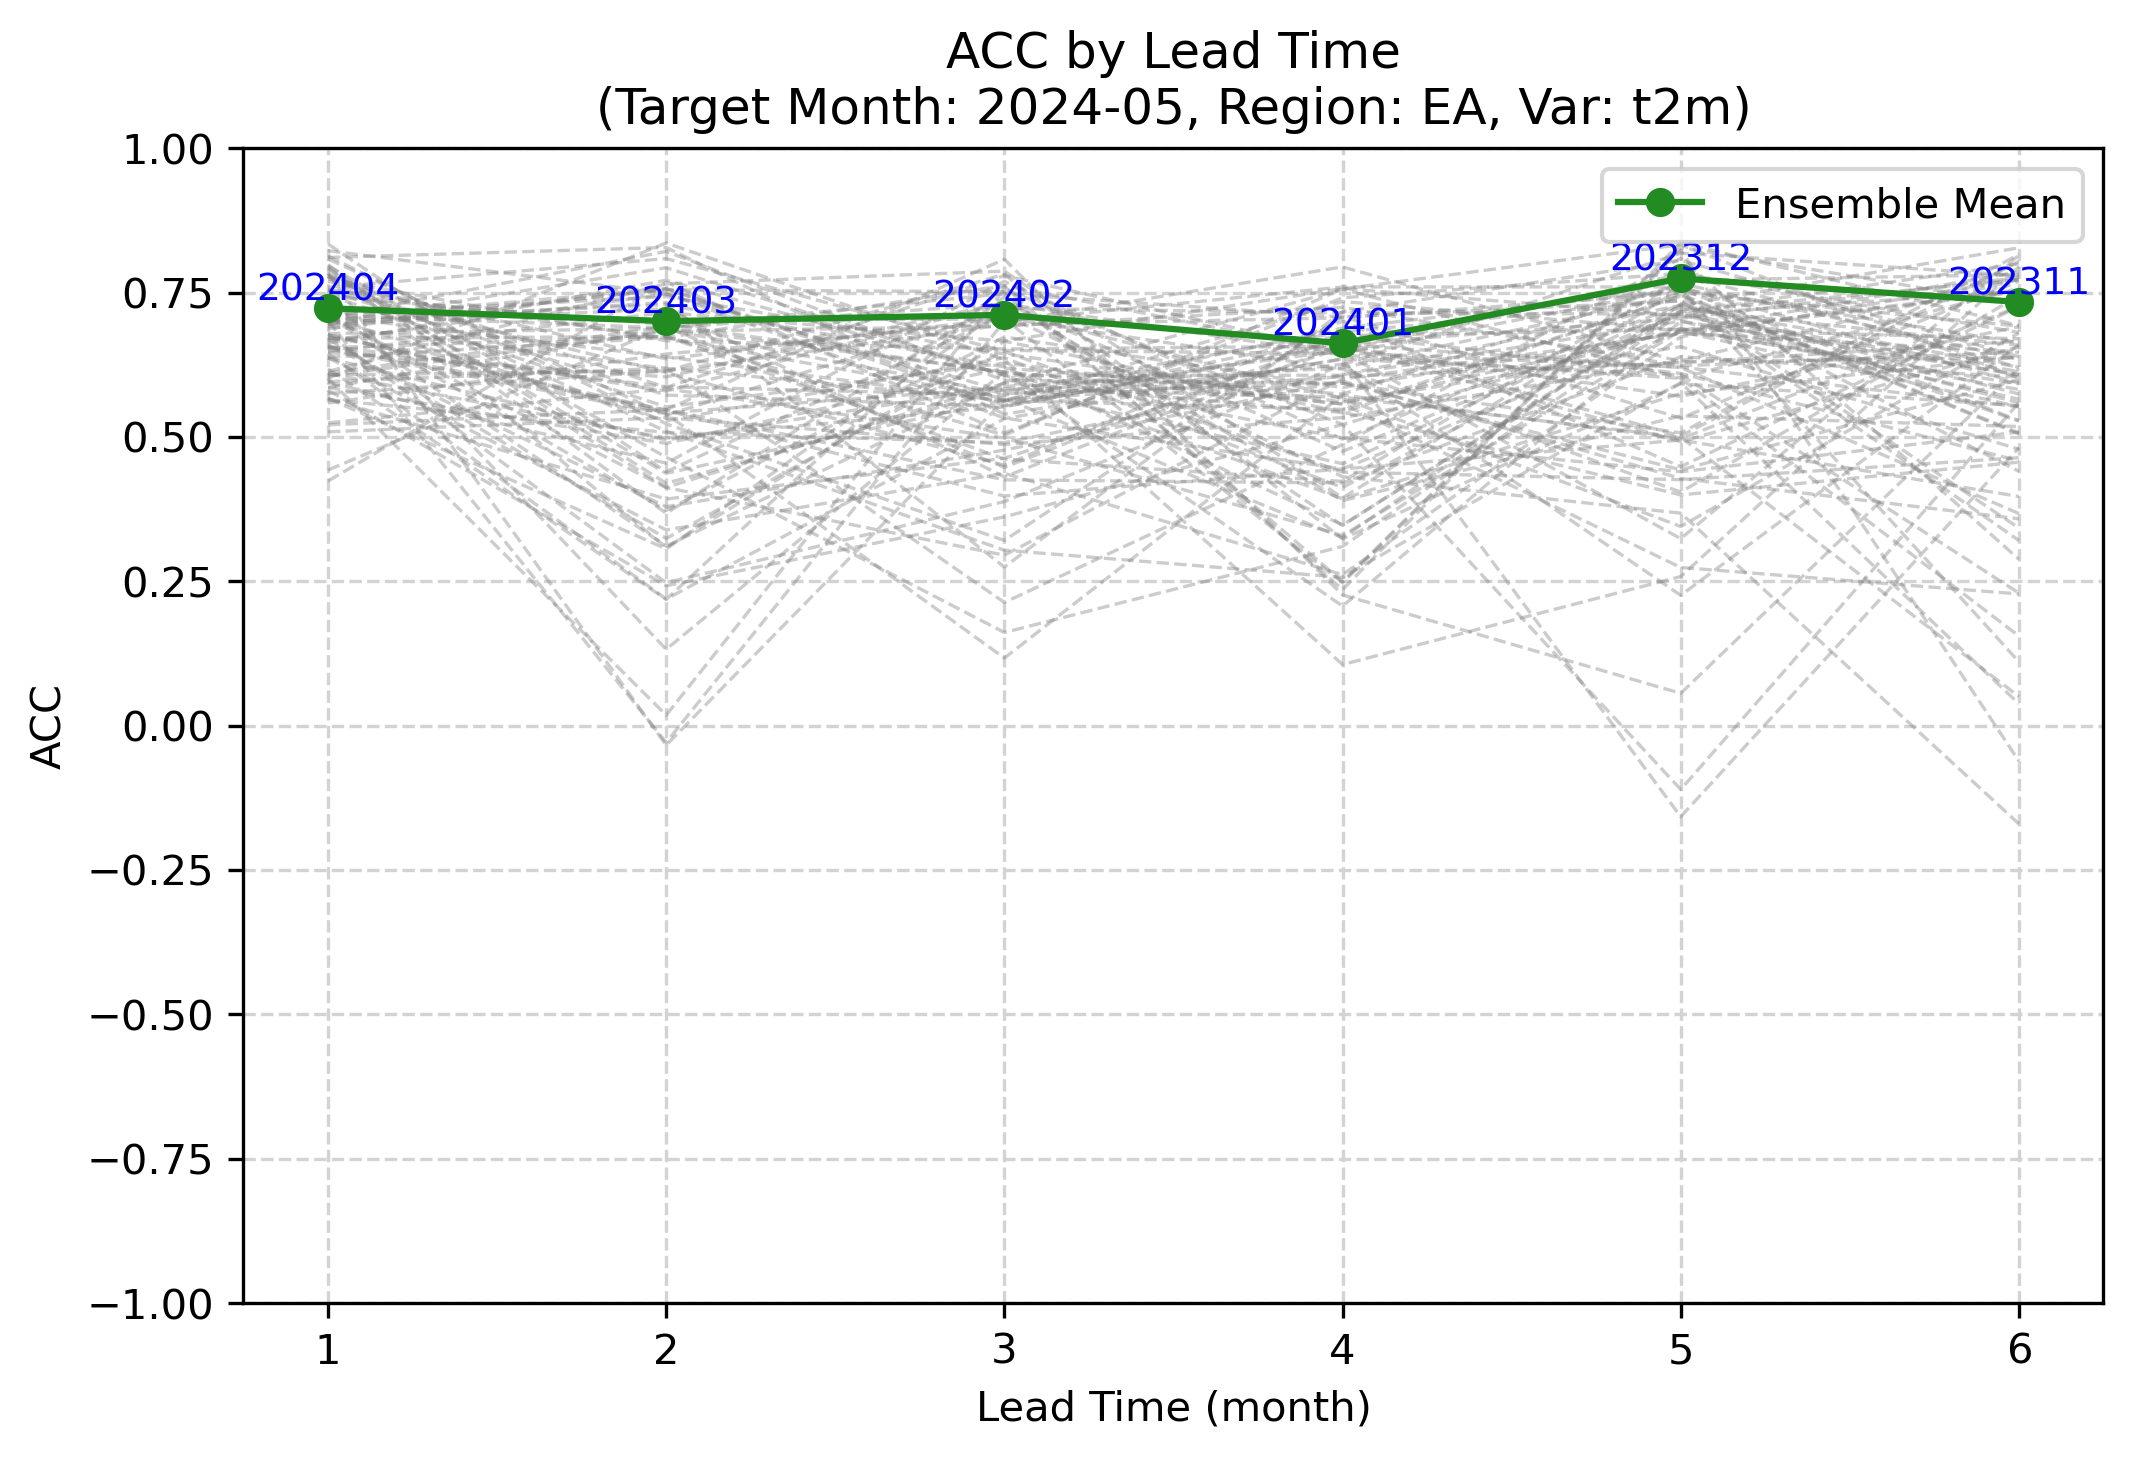 ACC by Lead Time
(Target Month: 2024-05, Region: EA, Var: t2m)
1.00
0.75
0.50
0.25
0.00
−0.25
−0.50
−0.75
−1.00
ACC
Ensemble Mean
202404
202403
202402
202401
202312
202311
1 2 3 4 5 6
Lead Time (month)